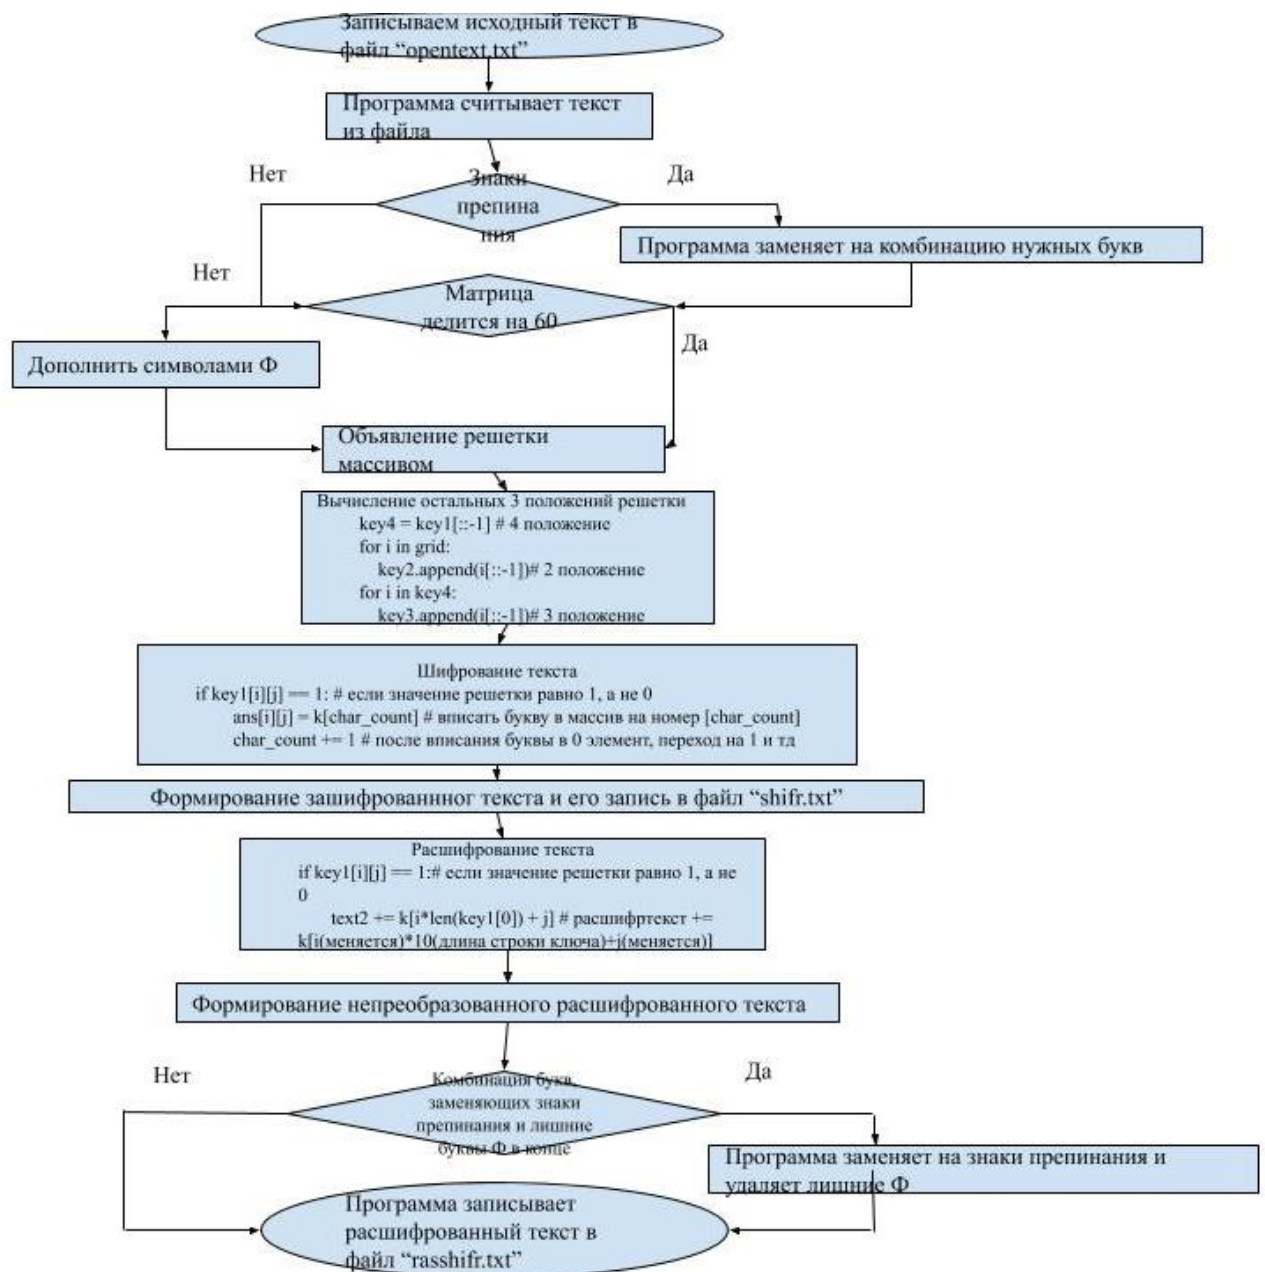 Записываем исходный текст в
файл “opentext.txt”
Программа считывает текст
из файла
Нет
Да
Знаки
препина
ния
Программа заменяет на комбинацию нужных букв
Нет
Матрица
делится на 60
Да
Дополнить символами Ф
Объявление решетки
массивом
Вычисление остальных 3 положений решетки
key4 = key1[::-1] # 4 положение
for i in grid:
key2.append(i[::-1])# 2 положение
for i in key4:
key3.append(i[::-1])# 3 положение
Шифрование текста
if key1[i][j] == 1: # если значение решетки равно 1, а не 0
ans[i][j] = k[char_count] # вписать букву в массив на номер [char_count]
char_count += 1 # после вписания буквы в 0 элемент, переход на 1 и тд
Формирование зашифрованнног текста и его запись в файл “shifr.txt”
Расшифрование текста
if key1[i][j] == 1:# если значение решетки равно 1, а не
0
text2 += k[i*len(key1[0]) + j] # расшифртекст +=
k[i(меняется)*10(длина строки ключа)+j(меняется)]
Формирование непреобразованного расшифрованного текста
Нет
Да
Комбинация букв,
заменяющих знаки
препинания и лишние
буквы Ф в конце
Программа заменяет на знаки препинания и
удаляет лишние Ф
Программа записывает
расшифрованный текст в
файл “rasshifr.txt”